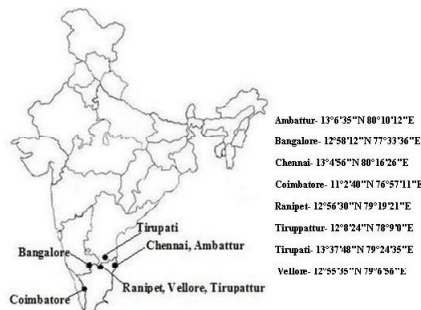 Ambattur- 13°6'35"N 80°10'12"E
Bangalore- 12°58'12"N 77°33'36"E
Chennai- 13°4'56"N 80°16'26"E
Coimbatore- 11°2'40"N 76°57'11"E
Ranipet- 12°56'30"N 79°19'21"E
Tiruppattur- 12°8'24"N 78°9'0"E
Tirupati- 13°37'48"N 79°24'35"E
Vellore- 12°55'35"N 79°6'56"E
Tirupati
Chennai, Ambattur
Bangalore
Ranipet, Vellore, Tirupattur
Coimbatore